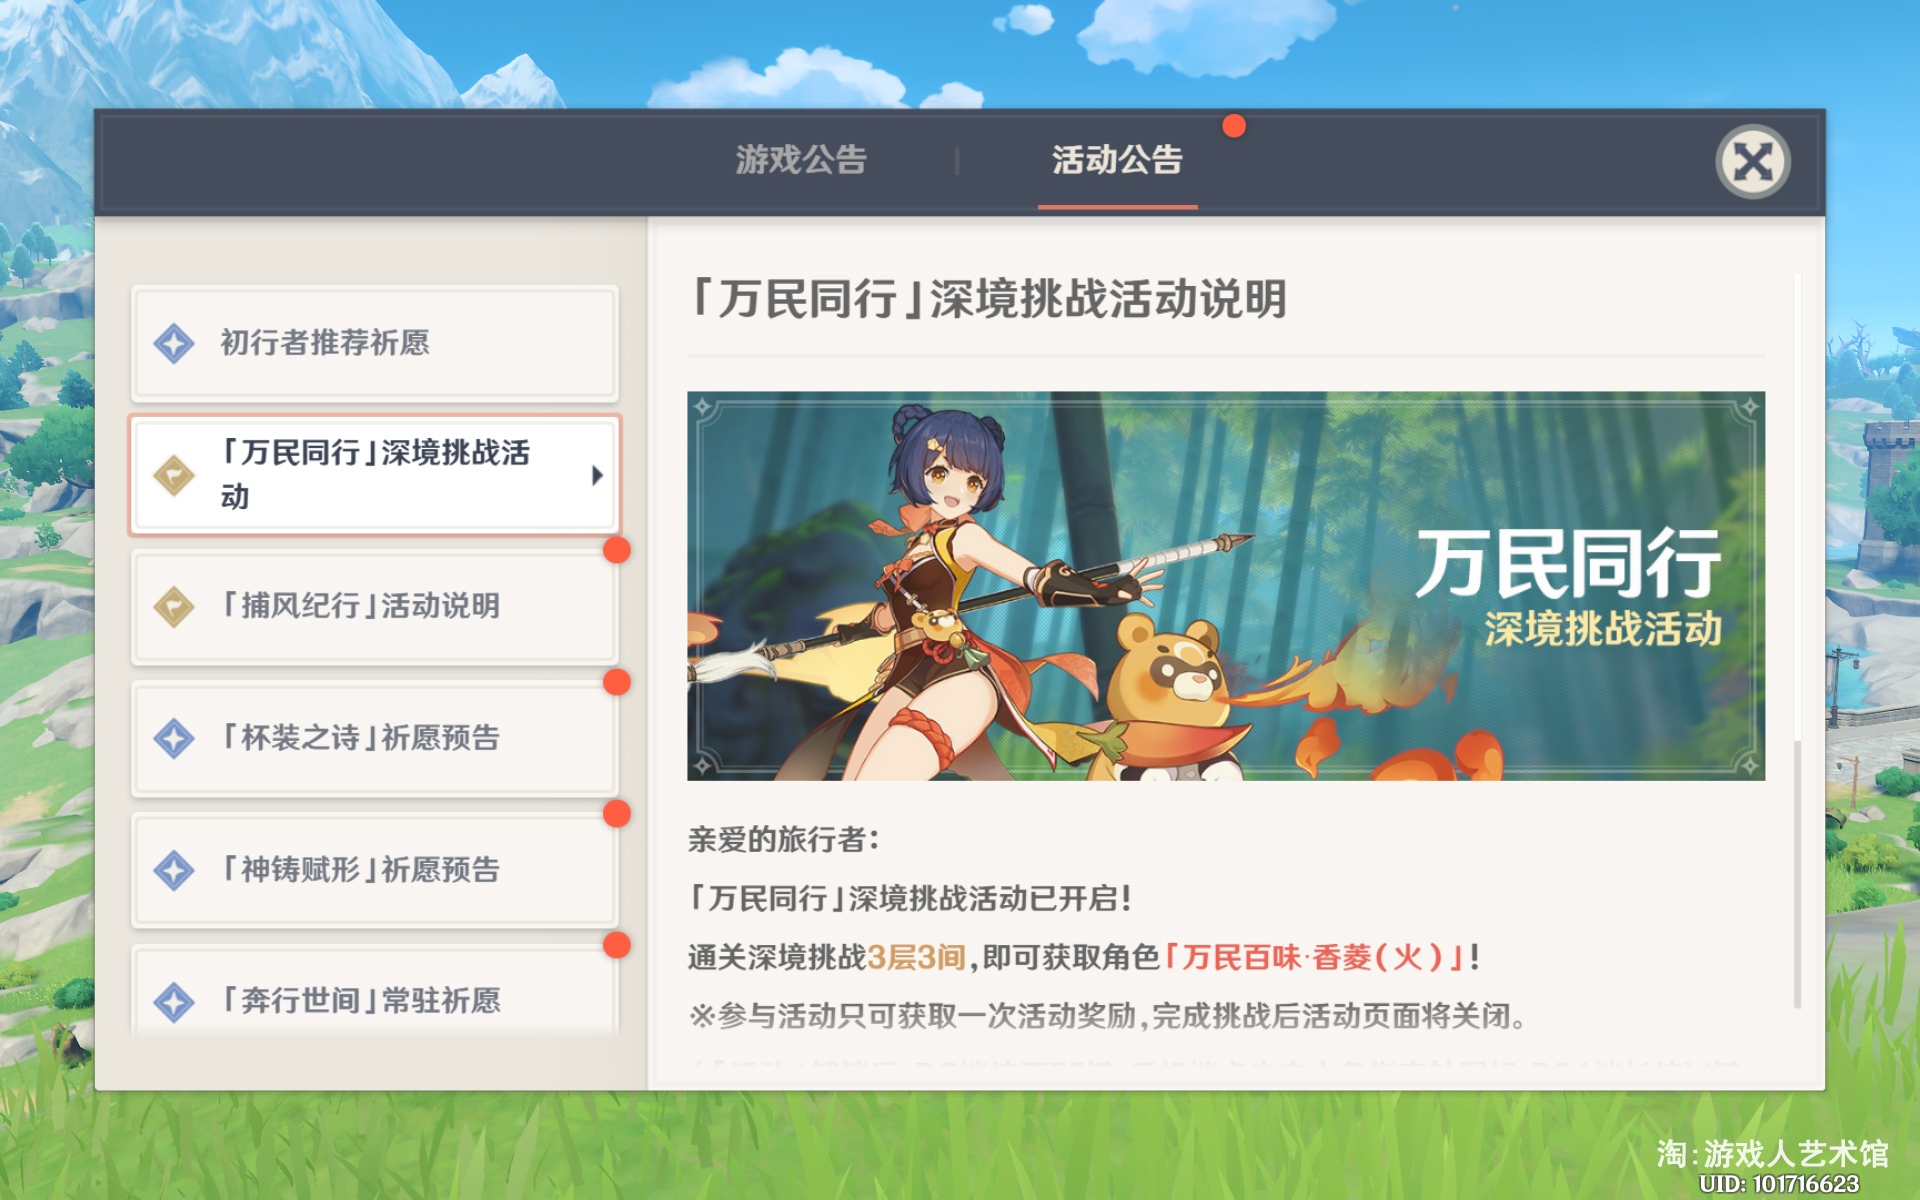 游戏公告
活动公告
初行者推荐祈愿
「万民同行」深境挑战活
动
「捕风纪行」活动说明
「杯装之诗」祈愿预告
「神铸赋形」祈愿预告
「奔行世间」常驻祈愿
「万民同行」深境挑战活动说明
万民同行
深境挑战活动
亲爱的旅行者：
「万民同行」深境挑战活动已开启！
通关深境挑战3层3间，即可获取角色「万民百味·香菱（火）」！
※参与活动只可获取一次活动奖励，完成挑战后活动页面将关闭。
淘:游戏人艺术馆
UID: 101716623